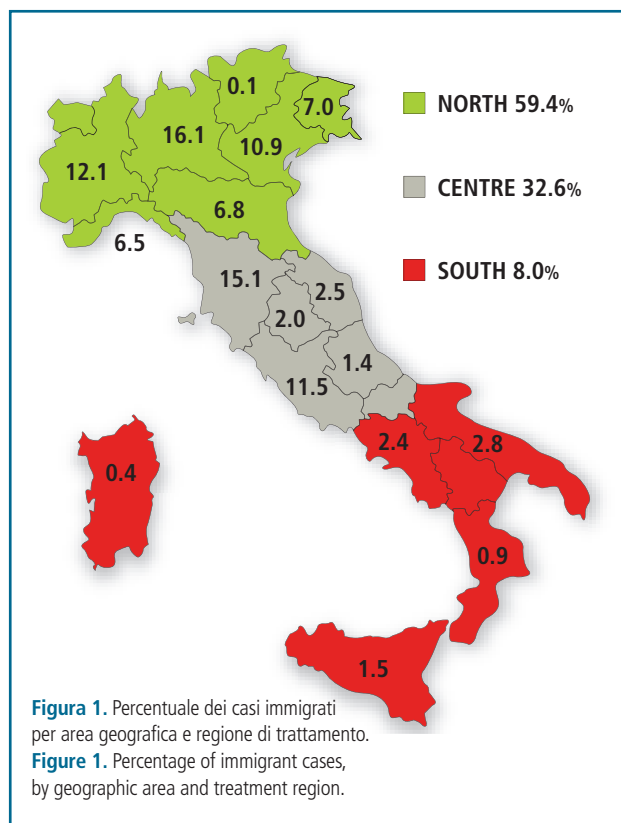 0.1
7.0
NORTH 59.4%
16.1
10.9
12.1
CENTRE 32.6%
6.8
6.5
15.1
SOUTH 8.0%
2.5
2.0
1.4
11.5
2.4
2.8
0.4
0.9
1.5
Figura 1. Percentuale dei casi immigrati
per area geografica e regione di trattamento.
Figure 1. Percentage of immigrant cases,
by geographic area and treatment region.